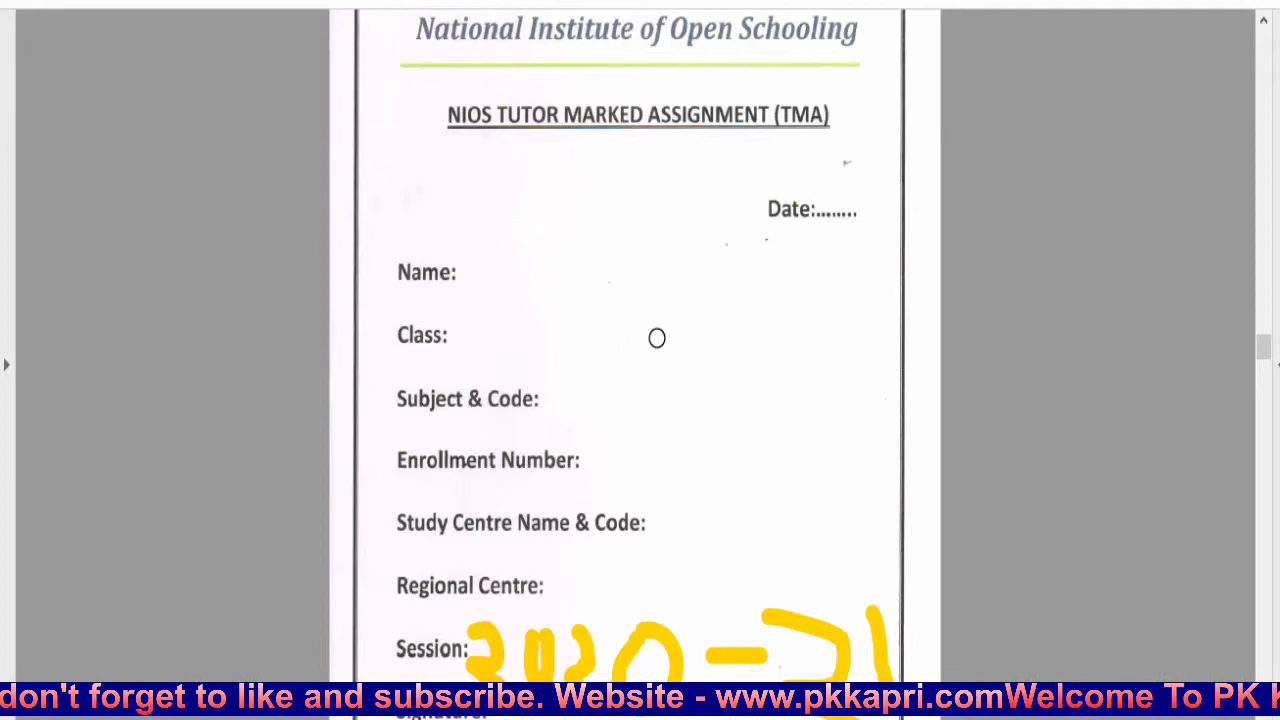 National Institute of Open Schooling
NIOS TUTOR MARKED ASSIGNMENT (TMA)
Date:........
Name:
Class:
Subject & Code:
Enrollment Number:
Study Centre Name & Code:
Regional Centre:
Session: 2020-21
don't forget to like and subscribe. Website - www.pkkapri.comWelcome To PK
Signature: